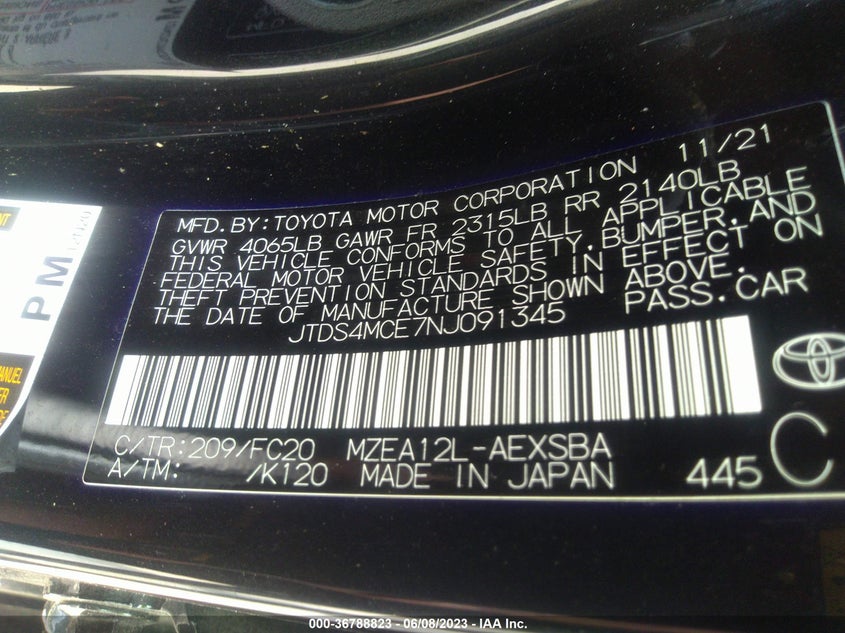 MFD. BY: TOYOTA MOTOR CORPORATION 11/21
GVWR 4065LB GAWR FR 2315LB RR 2140LB
THIS VEHICLE CONFORMS TO ALL APPLICABLE
FEDERAL MOTOR VEHICLE SAFETY, BUMPER, AND
THEFT PREVENTION STANDARDS IN EFFECT ON
THE DATE OF MANUFACTURE SHOWN ABOVE.
JTDS4MCE7NJ091345 PASS. CAR
C/TR: 209/FC20 MZEA12L-AEXSBA
A/TM: /K120 MADE IN JAPAN 445 C
PM
000-36788823 - 06/08/2023 - IAA Inc.